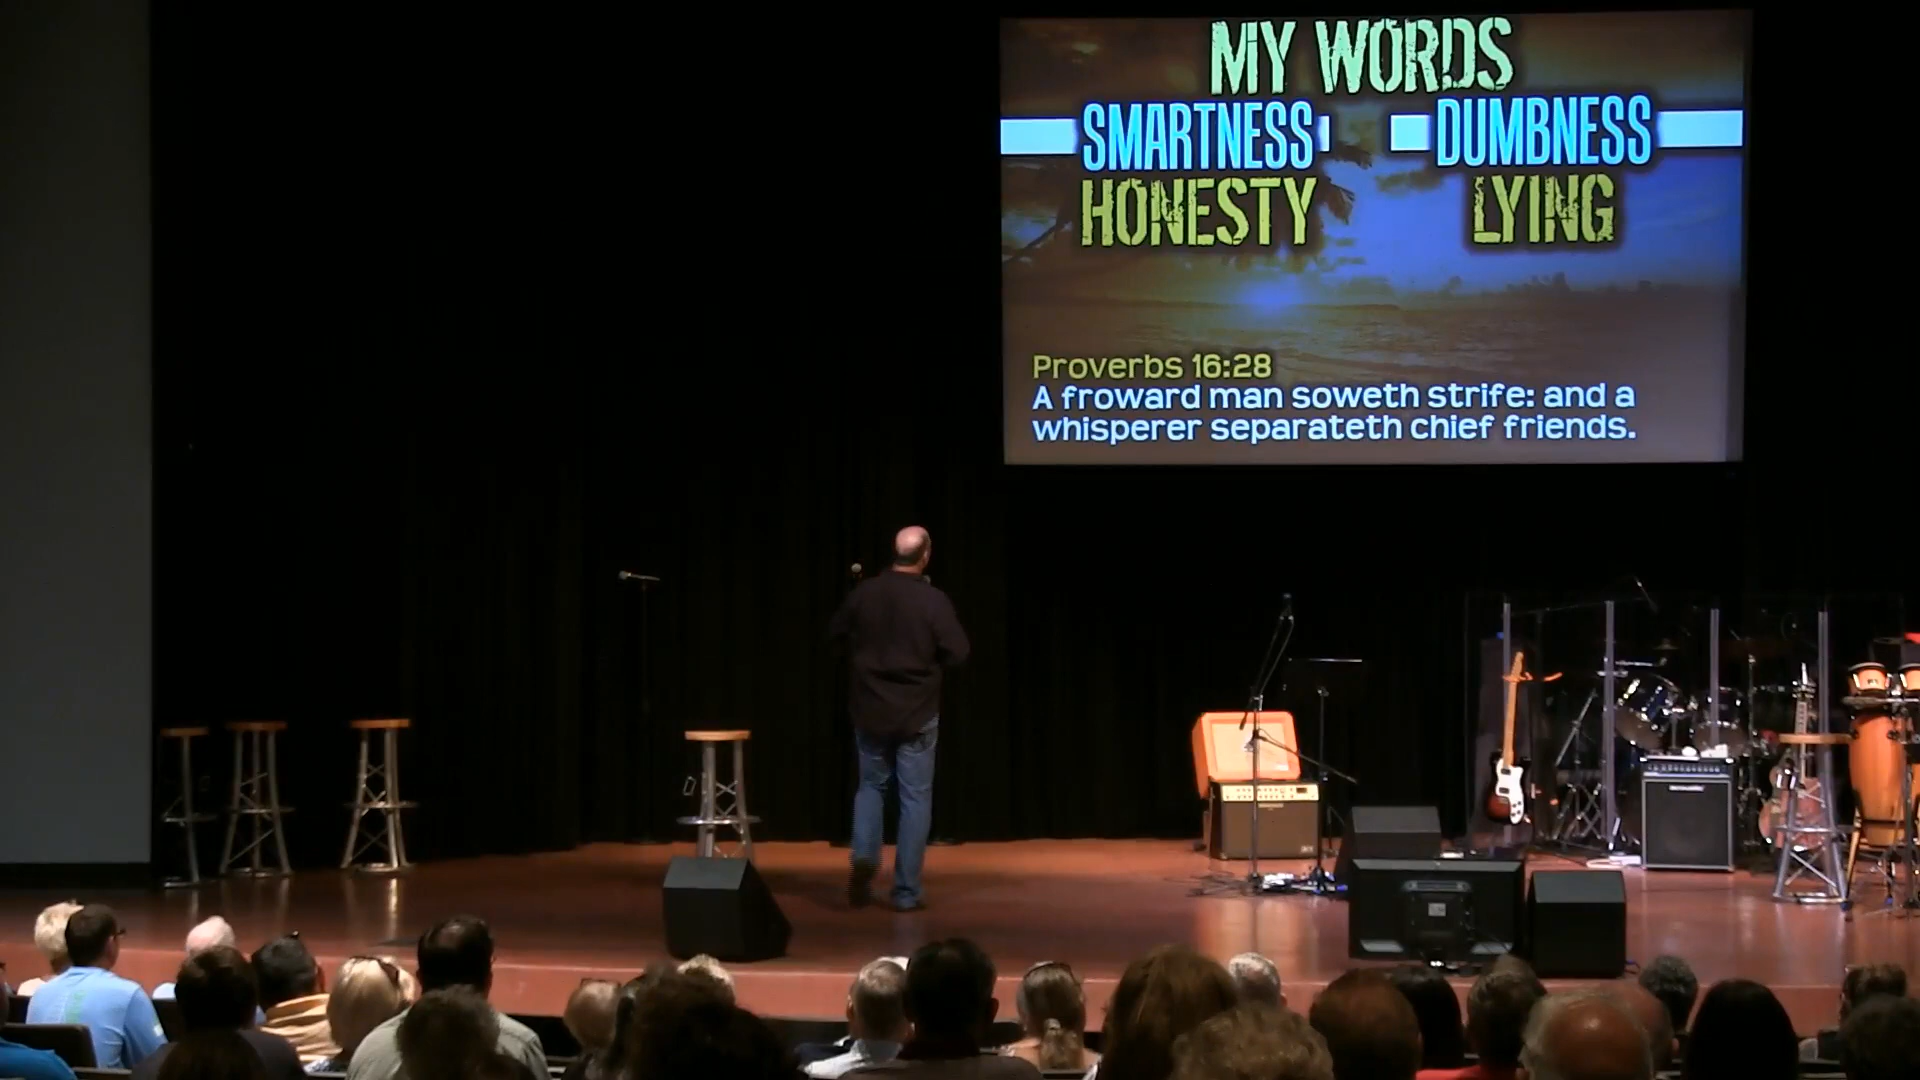 MY WORDS
SMARTNESS DUMBNESS
HONESTY LYING
Proverbs 16:28
A froward man soweth strife: and a
whisperer separateth chief friends.